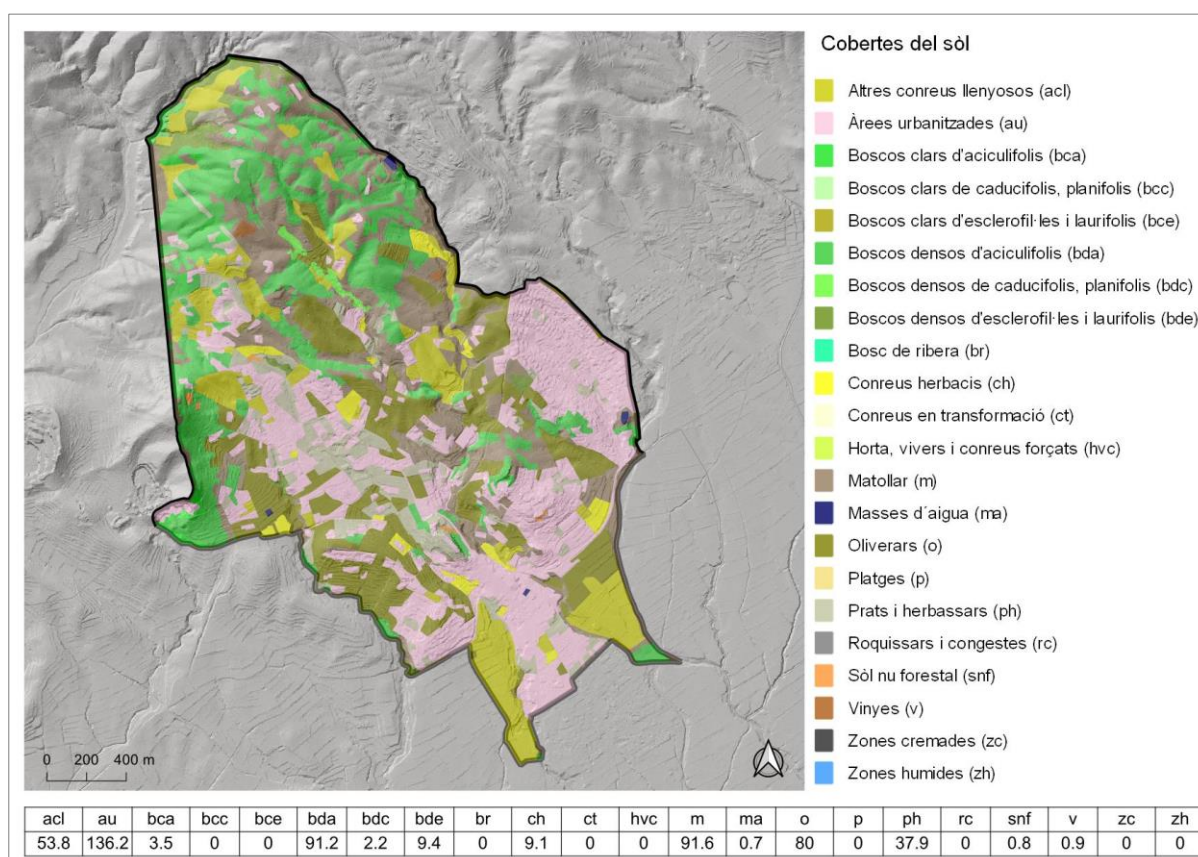 Cobertes del sòl
Altres conreus llenyosos (acl)
Àrees urbanitzades (au)
Boscos clars d'aciculifolis (bca)
Boscos clars de caducifolis, planifolis (bcc)
Boscos clars d'esclerofil·les i laurifolis (bce)
Boscos densos d'aciculifolis (bda)
Boscos densos de caducifolis, planifolis (bdc)
Boscos densos d'esclerofil·les i laurifolis (bde)
Bosc de ribera (br)
Conreus herbacis (ch)
Conreus en transformació (ct)
Horta, vivers i conreus forçats (hvc)
Matollar (m)
Masses d´aigua (ma)
Oliverars (o)
Platges (p)
Prats i herbassars (ph)
Roquissars i congestes (rc)
Sòl nu forestal (snf)
Vinyes (v)
Zones cremades (zc)
Zones humides (zh)
0 200 400 m
acl au bca bcc bce bda bdc bde br ch ct hvc m ma o p ph rc snf v zc zh
53.8 136.2 3.5 0 0 91.2 2.2 9.4 0 9.1 0 0 91.6 0.7 80 0 37.9 0 0.8 0.9 0 0